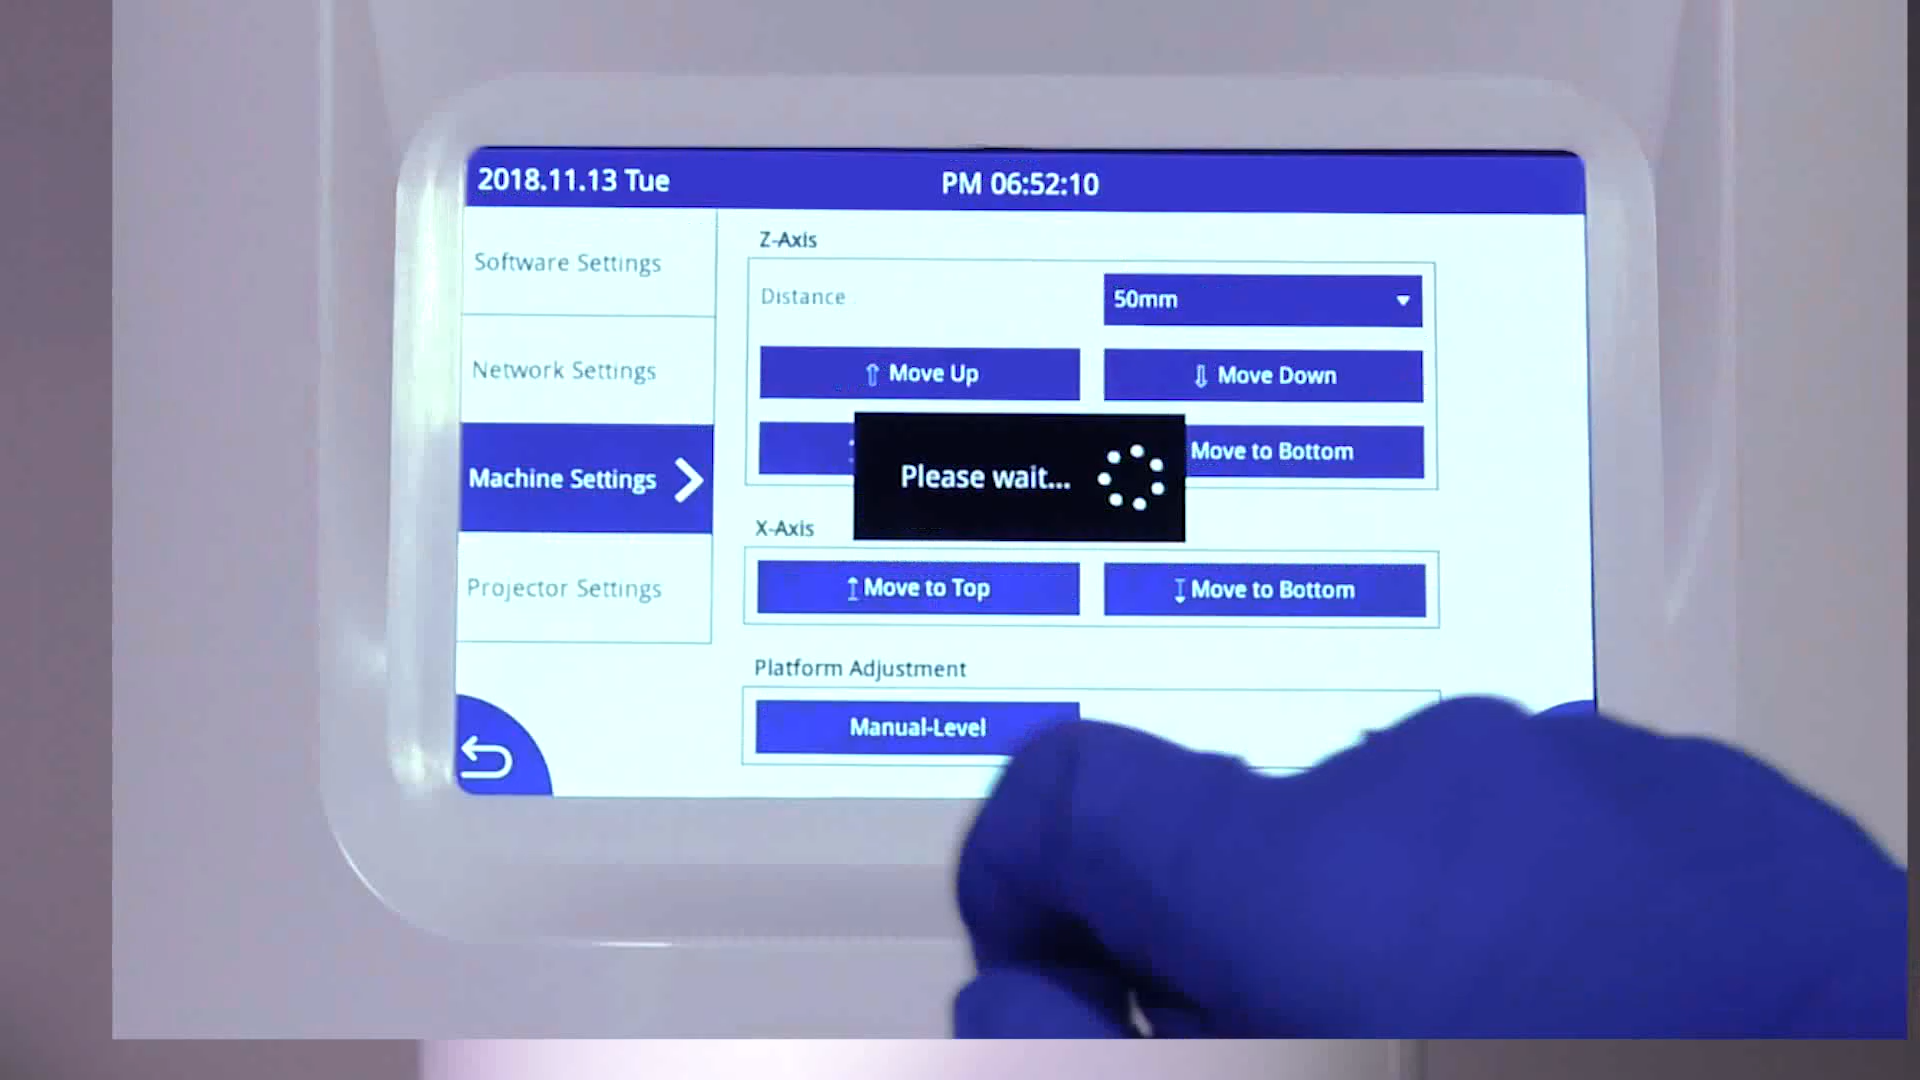 2018.11.13 Tue
PM 06:52:10
Software Settings
Network Settings
Machine Settings
Projector Settings
Z-Axis
Distance
50mm
Move Up
Move Down
Move to Bottom
Please wait...
X-Axis
Move to Top
Move to Bottom
Platform Adjustment
Manual-Level